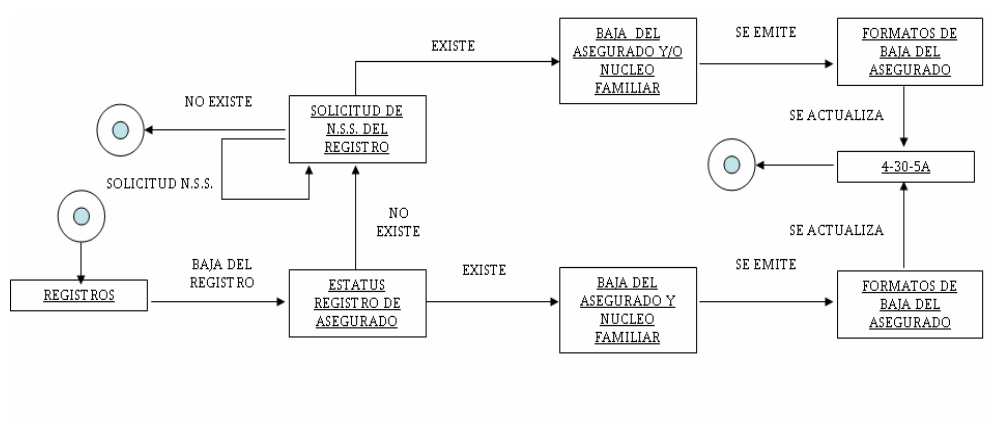 EXISTE
BAJA DEL
ASEGURADO Y/O
NUCLEO
FAMILIAR
SE EMITE
FORMATOS DE
BAJA DEL
ASEGURADO
NO EXISTE
SOLICITUD DE
N.S.S. DEL
REGISTRO
SE ACTUALIZA
4-30-5A
SOLICITUD N.S.S.
NO
EXISTE
SE ACTUALIZA
REGISTROS
BAJA DEL
REGISTRO
ESTATUS
REGISTRO DE
ASEGURADO
EXISTE
BAJA DEL
ASEGURADO Y
NUCLEO
FAMILIAR
SE EMITE
FORMATOS DE
BAJA DEL
ASEGURADO